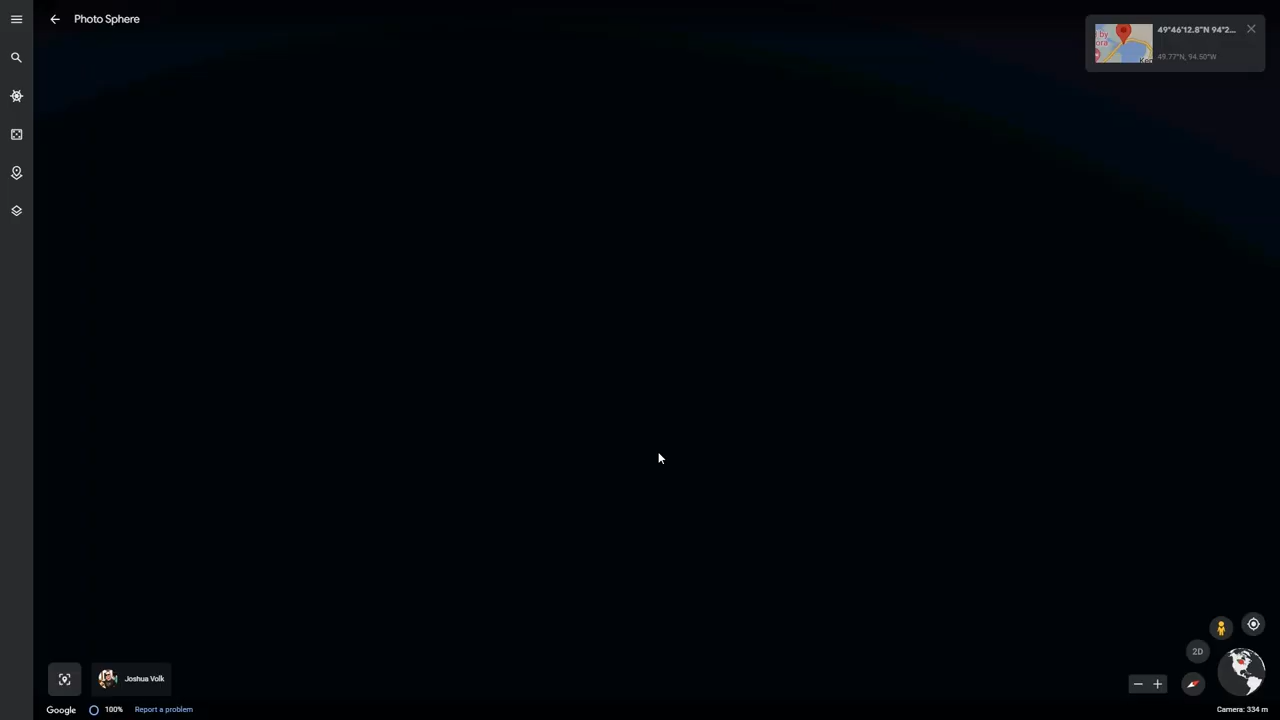 Photo Sphere
49°46'12.8"N 94°2...
49.77°N, 94.50°W
2D
Joshua Volk
Google
100%
Report a problem
Camera: 334 m